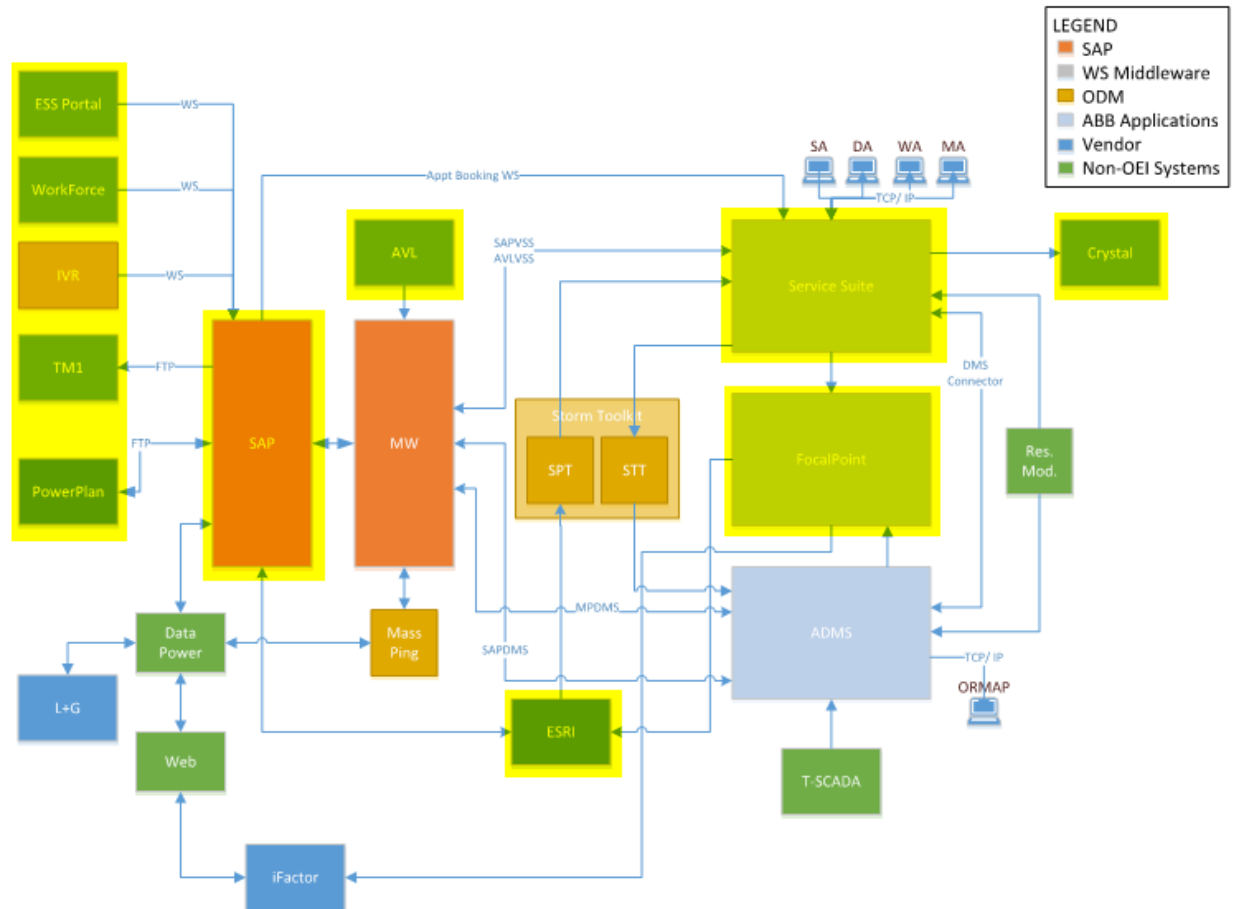 LEGEND
SAP
WS Middleware
ODM
ABB Applications
Vendor
Non-OEI Systems
ESS Portal
WS
WorkForce
WS
IVR
WS
TM1
FTP
PowerPlan
FTP
SAP
Appt Booking WS
AVL
SAPVSS
AVLVSS
MW
SA
DA
WA
MA
TCP/ IP
Service Suite
Crystal
DMS
Connector
Storm Toolkit
SPT
STT
FocalPoint
Res.
Mod.
Data
Power
Mass
Ping
MPDMS
SAPDMS
ADMS
TCP/ IP
ORMAP
L+G
Web
ESRI
T-SCADA
iFactor